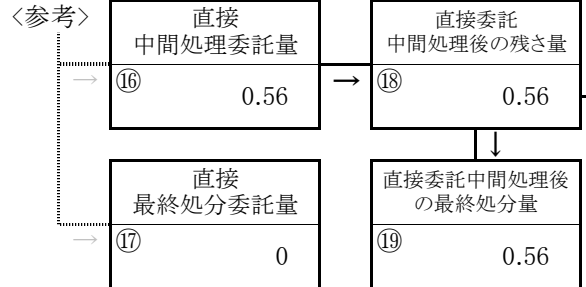 〈参考〉
直接
中間処理委託量
→
⑯
0.56
→
直接委託
中間処理後の残さ量
⑱
0.56
↓
直接
最終処分委託量
→
⑰
0
直接委託中間処理後
の最終処分量
⑲
0.56